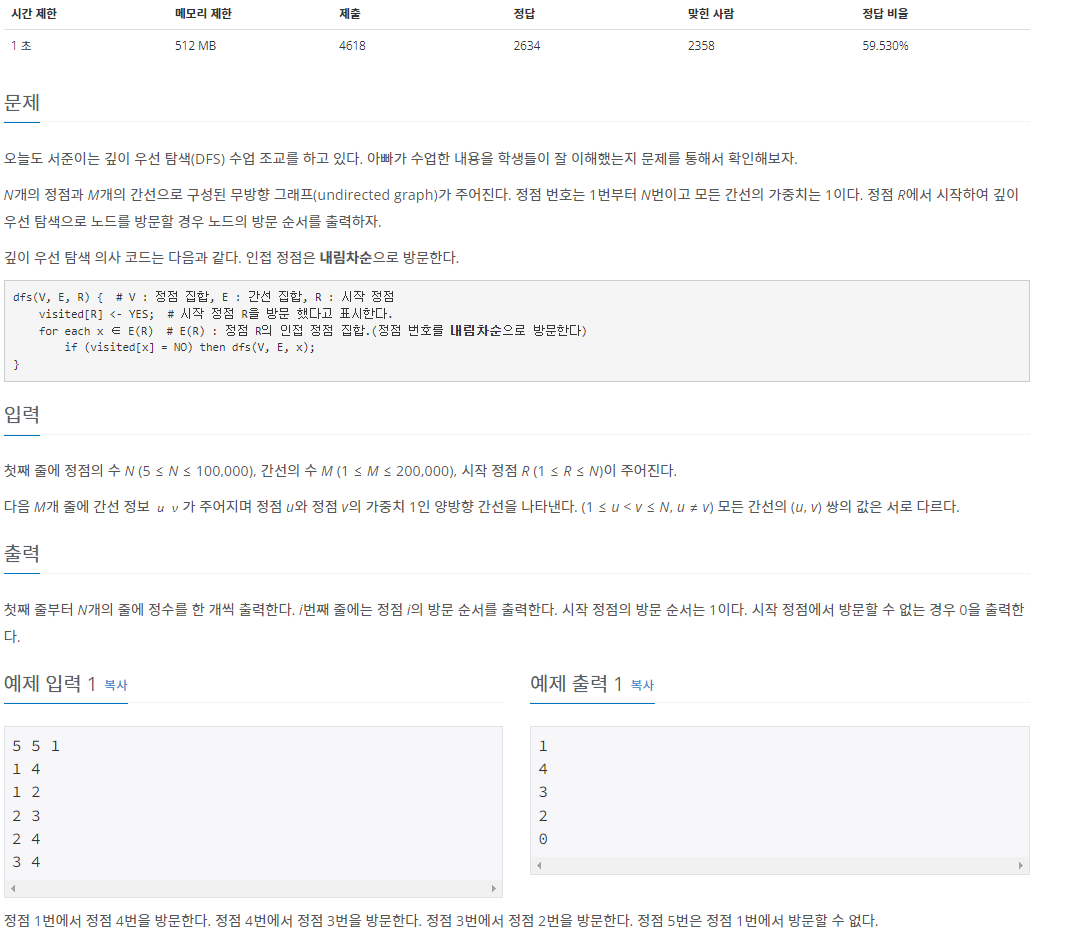 시간 제한 메모리 제한 제출 정답 맞힌 사람 정답 비율
1 초 512 MB 4618 2634 2358 59.530%
문제
오늘도 서준이는 깊이 우선 탐색(DFS) 수업 조교를 하고 있다. 아빠가 수업한 내용을 학생들이 잘 이해했는지 문제를 통해서 확인해보자.
N개의 정점과 M개의 간선으로 구성된 무방향 그래프(undirected graph)가 주어진다. 정점 번호는 1번부터 N번이고 모든 간선의 가중치는 1이다. 정점 R에서 시작하여 깊이
우선 탐색으로 노드를 방문할 경우 노드의 방문 순서를 출력하자.
깊이 우선 탐색 의사 코드는 다음과 같다. 인접 정점은 내림차순으로 방문한다.
dfs(V, E, R) { # V : 정점 집합, E : 간선 집합, R : 시작 정점
visited[R] <- YES; # 시작 정점 R을 방문 했다고 표시한다.
for each x ∈ E(R) # E(R) : 정점 R의 인접 정점 집합.(정점 번호를 내림차순으로 방문한다)
if (visited[x] = NO) then dfs(V, E, x);
}
입력
첫째 줄에 정점의 수 N (5 ≤ N ≤ 100,000), 간선의 수 M (1 ≤ M ≤ 200,000), 시작 정점 R (1 ≤ R ≤ N)이 주어진다.
다음 M개 줄에 간선 정보 u v 가 주어지며 정점 u와 정점 v의 가중치 1인 양방향 간선을 나타낸다. (1 ≤ u < v ≤ N, u ≠ v) 모든 간선의 (u, v) 쌍의 값은 서로 다르다.
출력
첫째 줄부터 N개의 줄에 정수를 한 개씩 출력한다. i번째 줄에는 정점 i의 방문 순서를 출력한다. 시작 정점의 방문 순서는 1이다. 시작 정점에서 방문할 수 없는 경우 0을 출력한
다.
예제 입력 1 복사
5 5 1
1 4
1 2
2 3
2 4
3 4
예제 출력 1 복사
1
4
3
2
0
정점 1번에서 정점 4번을 방문한다. 정점 4번에서 정점 3번을 방문한다. 정점 3번에서 정점 2번을 방문한다. 정점 5번은 정점 1번에서 방문할 수 없다.